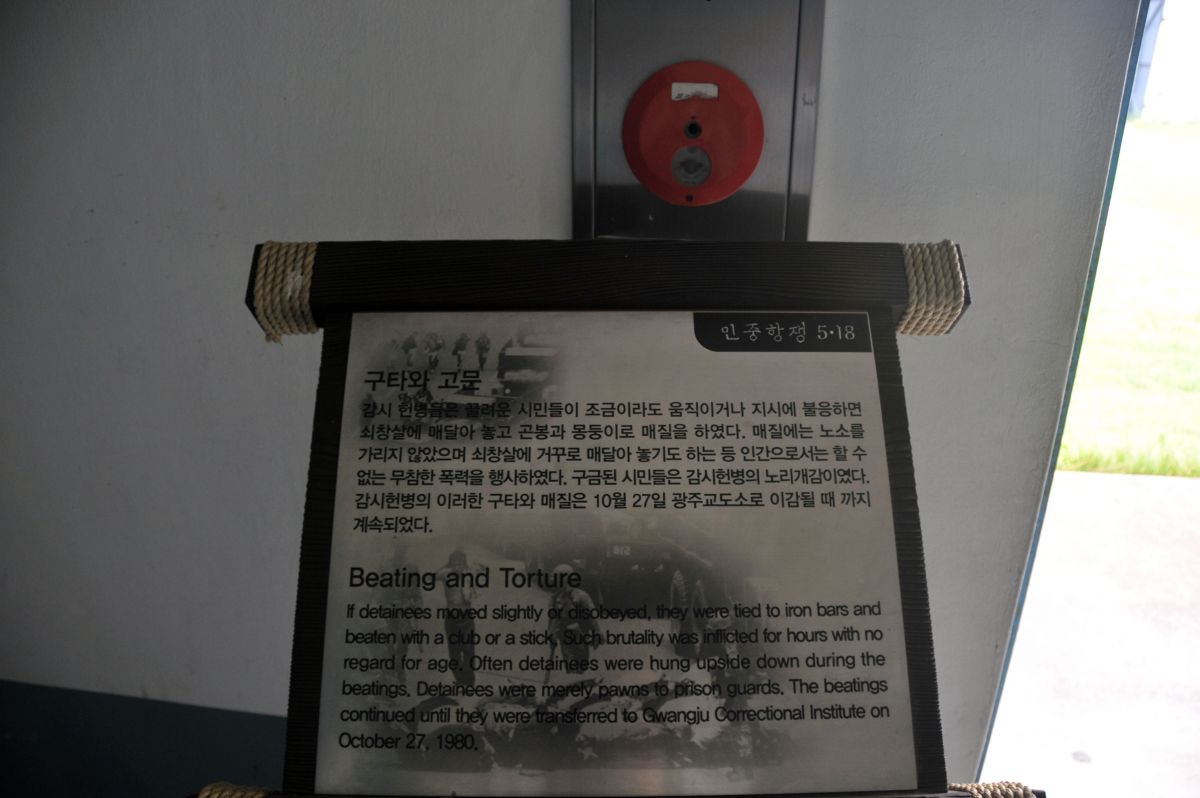 민중항쟁 5·18
구타와 고문
감시 헌병들은 꿇려운 시민들이 조금이라도 움직이거나 지시에 불응하면
쇠창살에 매달아 놓고 곤봉과 몽둥이로 매질을 하였다. 매질에는 노소를
가리지 않았으며 쇠창살에 거꾸로 매달아 놓기도 하는 등 인간으로서는 할 수
없는 무참한 폭력을 행사하였다. 구금된 시민들은 감시헌병의 노리개감이였다.
감시헌병의 이러한 구타와 매질은 10월 27일 광주교도소로 이감될 때 까지
계속되었다.
Beating and Torture
If detainees moved slightly or disobeyed, they were tied to iron bars and
beaten with a club or a stick. Such brutality was inflicted for hours with no
regard for age. Often detainees were hung upside down during the
beatings. Detainees were merely pawns to prison guards. The beatings
continued until they were transferred to Gwangju Correctional Institute on
October 27, 1980.